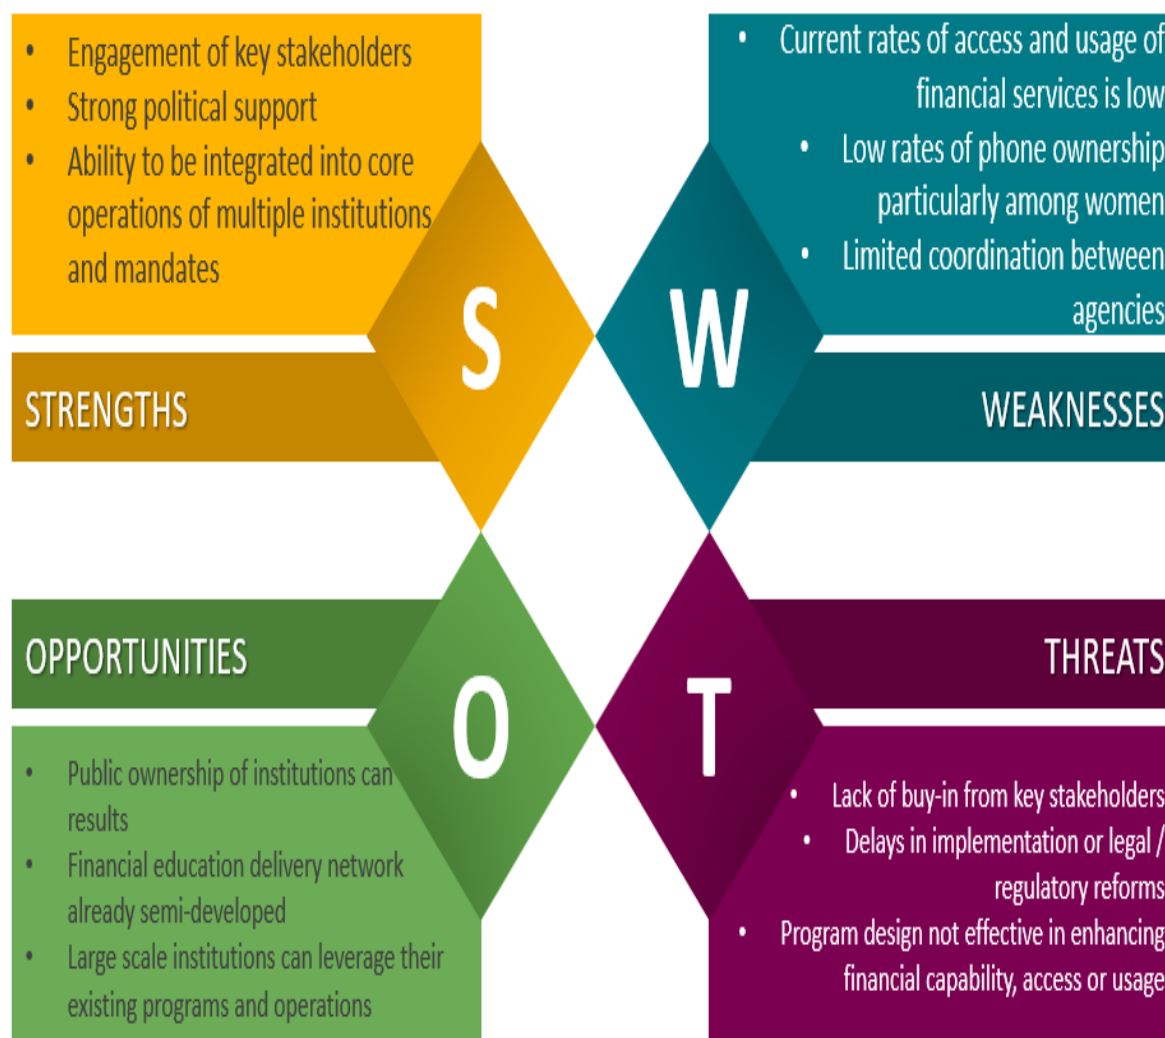 • Engagement of key stakeholders
• Strong political support
• Ability to be integrated into core
operations of multiple institutions
and mandates
S
STRENGTHS
• Current rates of access and usage of
financial services is low
• Low rates of phone ownership
particularly among women
• Limited coordination between
agencies
W
WEAKNESSES
OPPORTUNITIES
O
• Public ownership of institutions can
results
• Financial education delivery network
already semi-developed
• Large scale institutions can leverage their
existing programs and operations
THREATS
T
• Lack of buy-in from key stakeholders
• Delays in implementation or legal /
regulatory reforms
• Program design not effective in enhancing
financial capability, access or usage